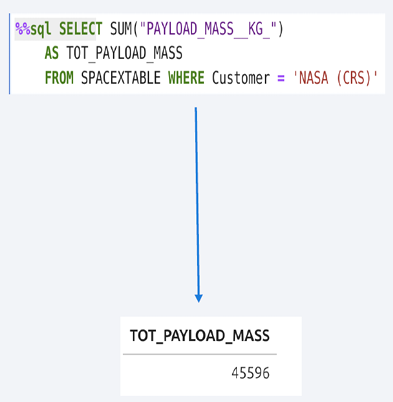 %%sql SELECT SUM("PAYLOAD_MASS__KG_")
AS TOT_PAYLOAD_MASS
FROM SPACEXTABLE WHERE Customer = 'NASA (CRS)'
TOT_PAYLOAD_MASS
45596